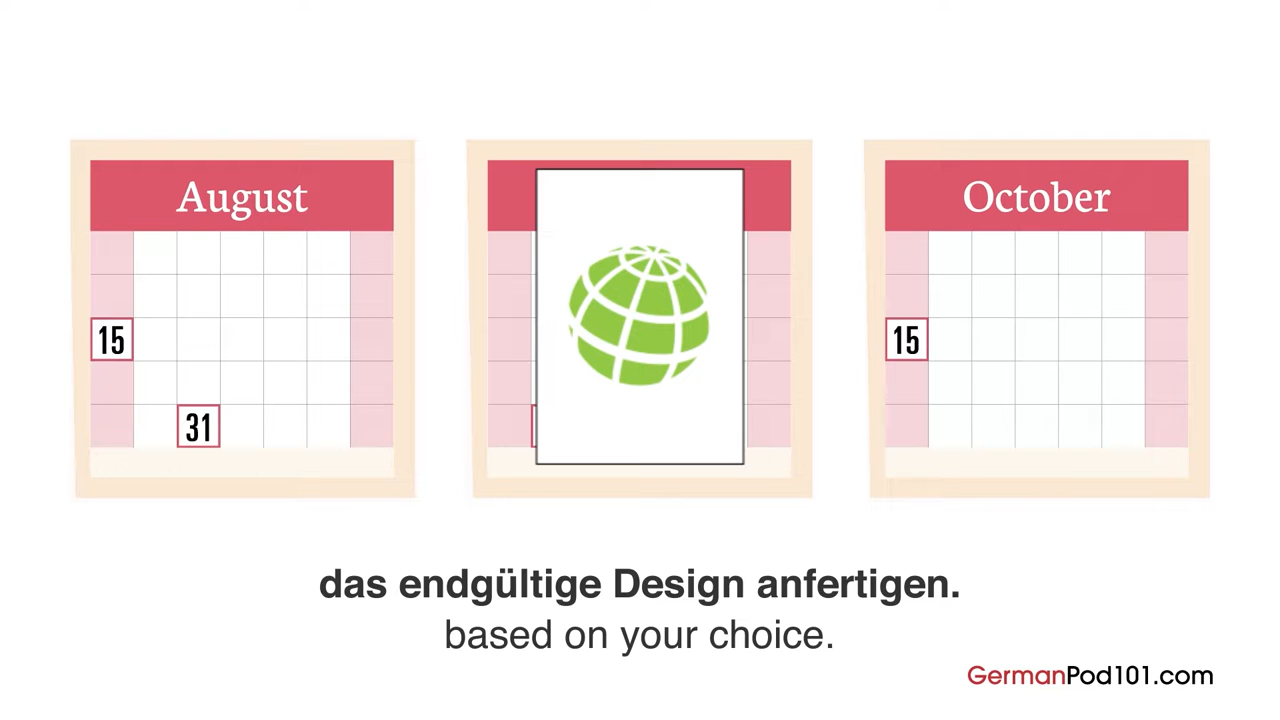 August
October
15
15
31
das endgültige Design anfertigen.
based on your choice.
GermanPod101.com